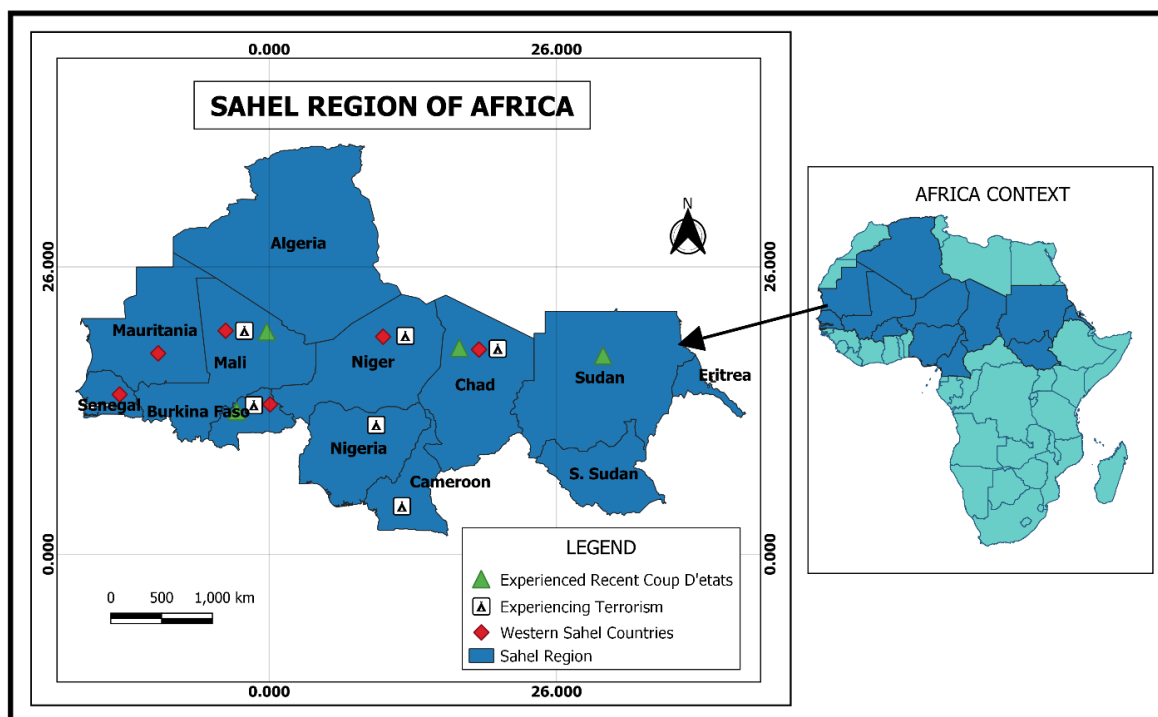 0.000 26.000
SAHEL REGION OF AFRICA
N
26.000 26.000
Algeria
Mauritania
Mali
Niger
Chad
Sudan
Eritrea
Senegal
Burkina Faso
Nigeria
S. Sudan
Cameroon
LEGEND
Experienced Recent Coup D'etats
Experiencing Terrorism
Western Sahel Countries
Sahel Region
0 500 1,000 km
0.000 0.000
0.000 26.000
AFRICA CONTEXT